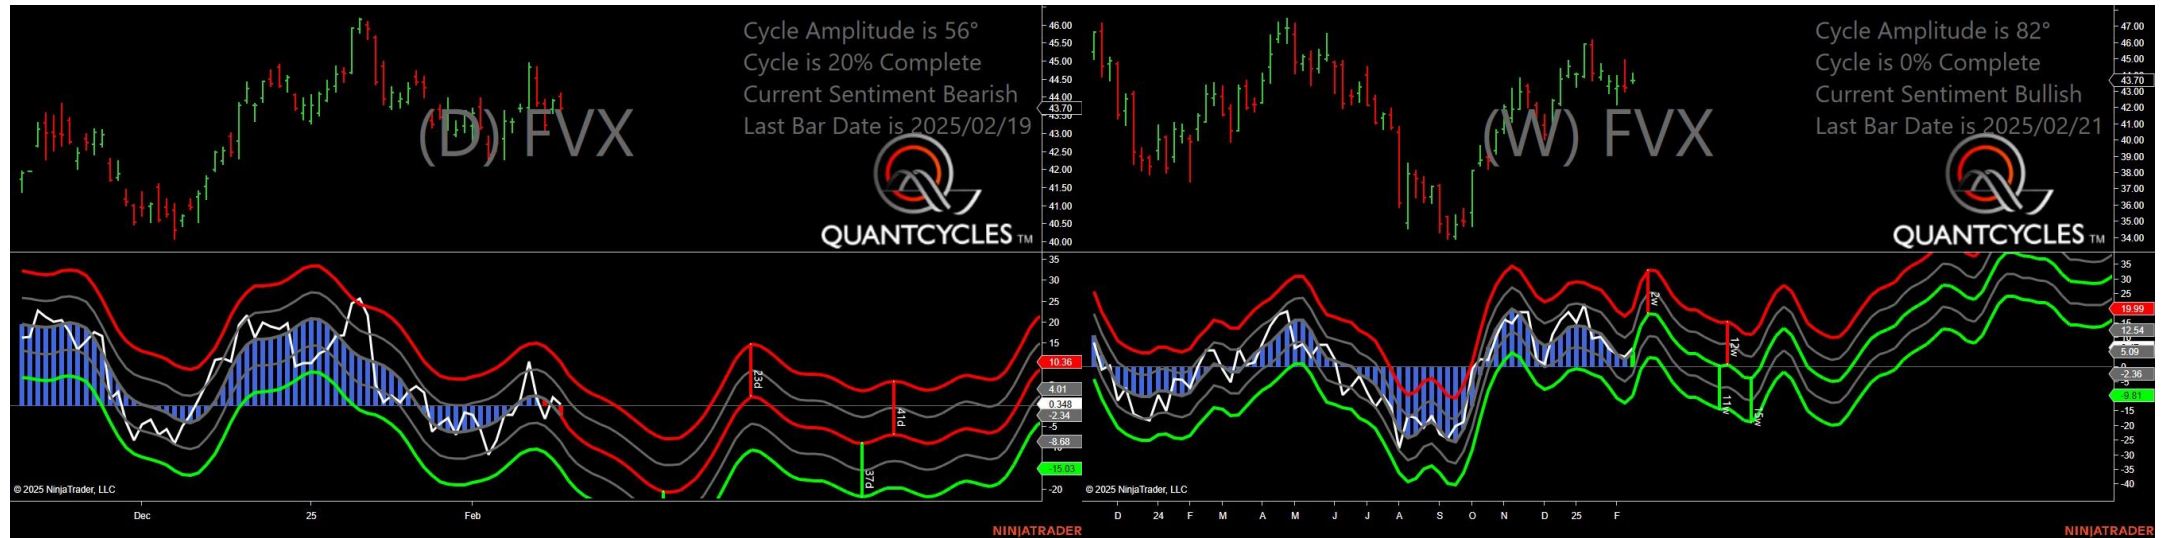 Cycle Amplitude is 56°
Cycle is 20% Complete
Current Sentiment Bearish
Last Bar Date is 2025/02/19
(D) FVX
QUANTCYCLES TM
46.00
45.50
45.00
44.50
44.00
43.70
43.50
43.00
42.50
42.00
41.50
41.00
40.50
40.00
35
30
25
20
15
10.36
4.01
0.348
-2.34
-5
-8.68
-15.03
-20
23d
41d
37d
© 2025 NinjaTrader, LLC
Dec 25 Feb
NINJATRADER
Cycle Amplitude is 82°
Cycle is 0% Complete
Current Sentiment Bullish
Last Bar Date is 2025/02/21
(W) FVX
QUANTCYCLES TM
47.00
46.00
45.00
43.70
43.00
42.00
41.00
40.00
39.00
38.00
37.00
36.00
35.00
34.00
35
30
25
19.99
12.54
5.09
-2.36
-5
-9.81
-15
-20
-25
-30
-35
-40
2w
12w
11w
15w
© 2025 NinjaTrader, LLC
D 24 F M A M J J A S O N D 25 F
NINJATRADER